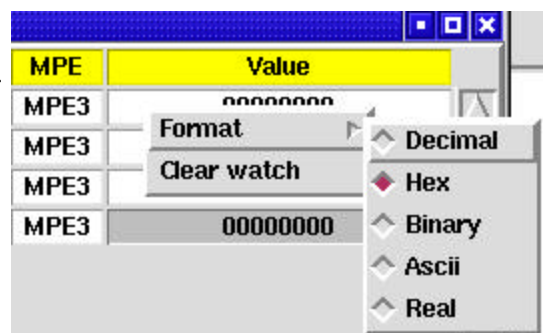 MPE Value
MPE3 00000000
MPE3
MPE3
MPE3 00000000
Format
Clear watch
Decimal
Hex
Binary
Ascii
Real